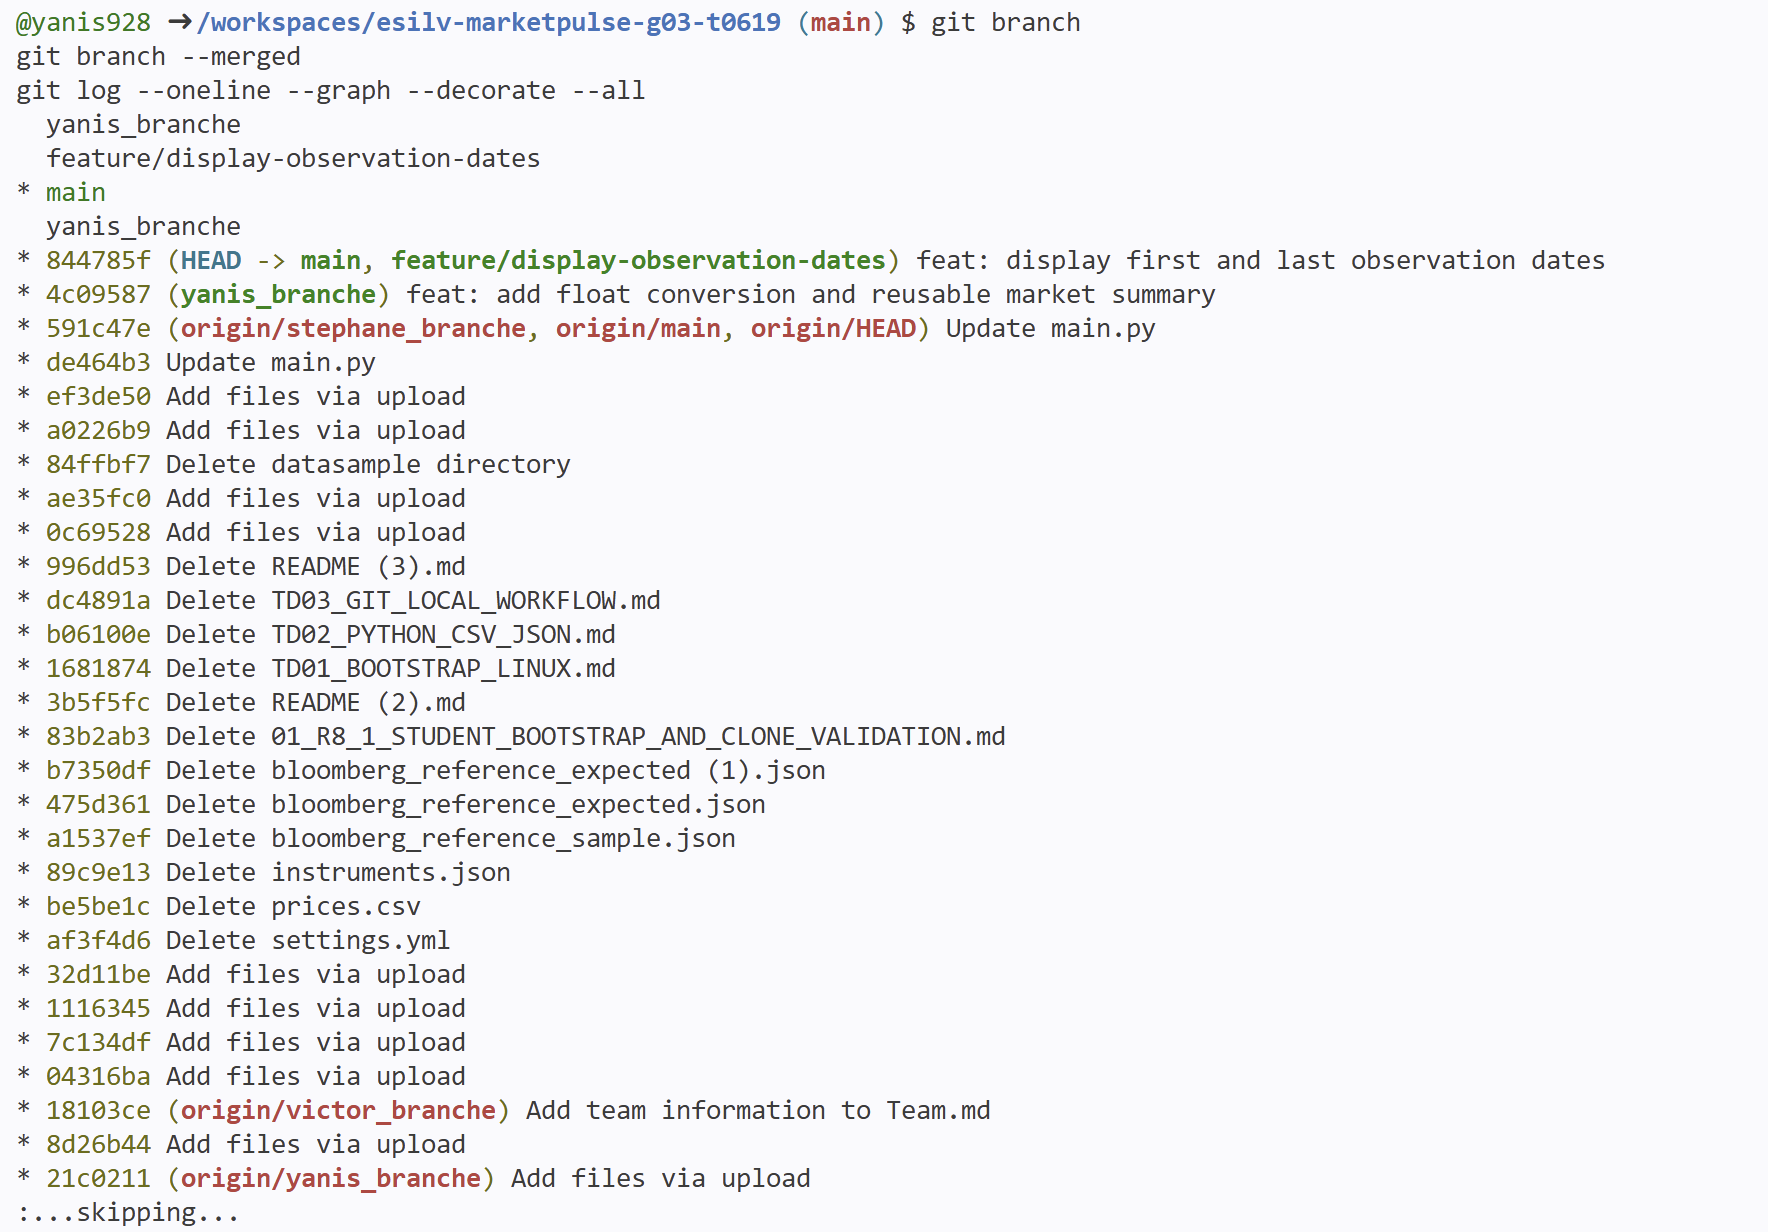 @yanis928 ➜/workspaces/esilv-marketpulse-g03-t0619 (main) $ git branch
git branch --merged
git log --oneline --graph --decorate --all
  yanis_branche
  feature/display-observation-dates
* main
  yanis_branche
* 844785f (HEAD -> main, feature/display-observation-dates) feat: display first and last observation dates
* 4c09587 (yanis_branche) feat: add float conversion and reusable market summary
* 591c47e (origin/stephane_branche, origin/main, origin/HEAD) Update main.py
* de464b3 Update main.py
* ef3de50 Add files via upload
* a0226b9 Add files via upload
* 84ffbf7 Delete datasample directory
* ae35fc0 Add files via upload
* 0c69528 Add files via upload
* 996dd53 Delete README (3).md
* dc4891a Delete TD03_GIT_LOCAL_WORKFLOW.md
* b06100e Delete TD02_PYTHON_CSV_JSON.md
* 1681874 Delete TD01_BOOTSTRAP_LINUX.md
* 3b5f5fc Delete README (2).md
* 83b2ab3 Delete 01_R8_1_STUDENT_BOOTSTRAP_AND_CLONE_VALIDATION.md
* b7350df Delete bloomberg_reference_expected (1).json
* 475d361 Delete bloomberg_reference_expected.json
* a1537ef Delete bloomberg_reference_sample.json
* 89c9e13 Delete instruments.json
* be5be1c Delete prices.csv
* af3f4d6 Delete settings.yml
* 32d11be Add files via upload
* 1116345 Add files via upload
* 7c134df Add files via upload
* 04316ba Add files via upload
* 18103ce (origin/victor_branche) Add team information to Team.md
* 8d26b44 Add files via upload
* 21c0211 (origin/yanis_branche) Add files via upload
:...skipping...